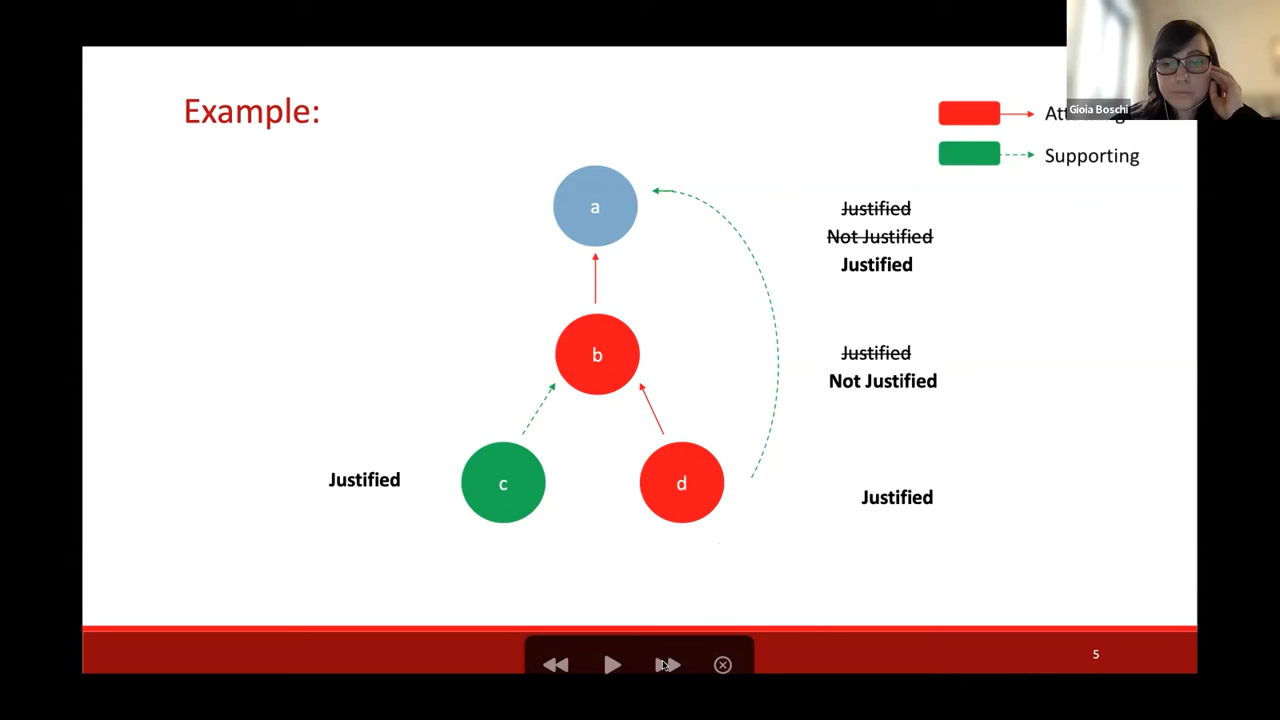 Example:
Gioia Boschi
Supporting
a
Justified
Not Justified
Justified
b
Justified
Not Justified
Justified
c
d
Justified
5